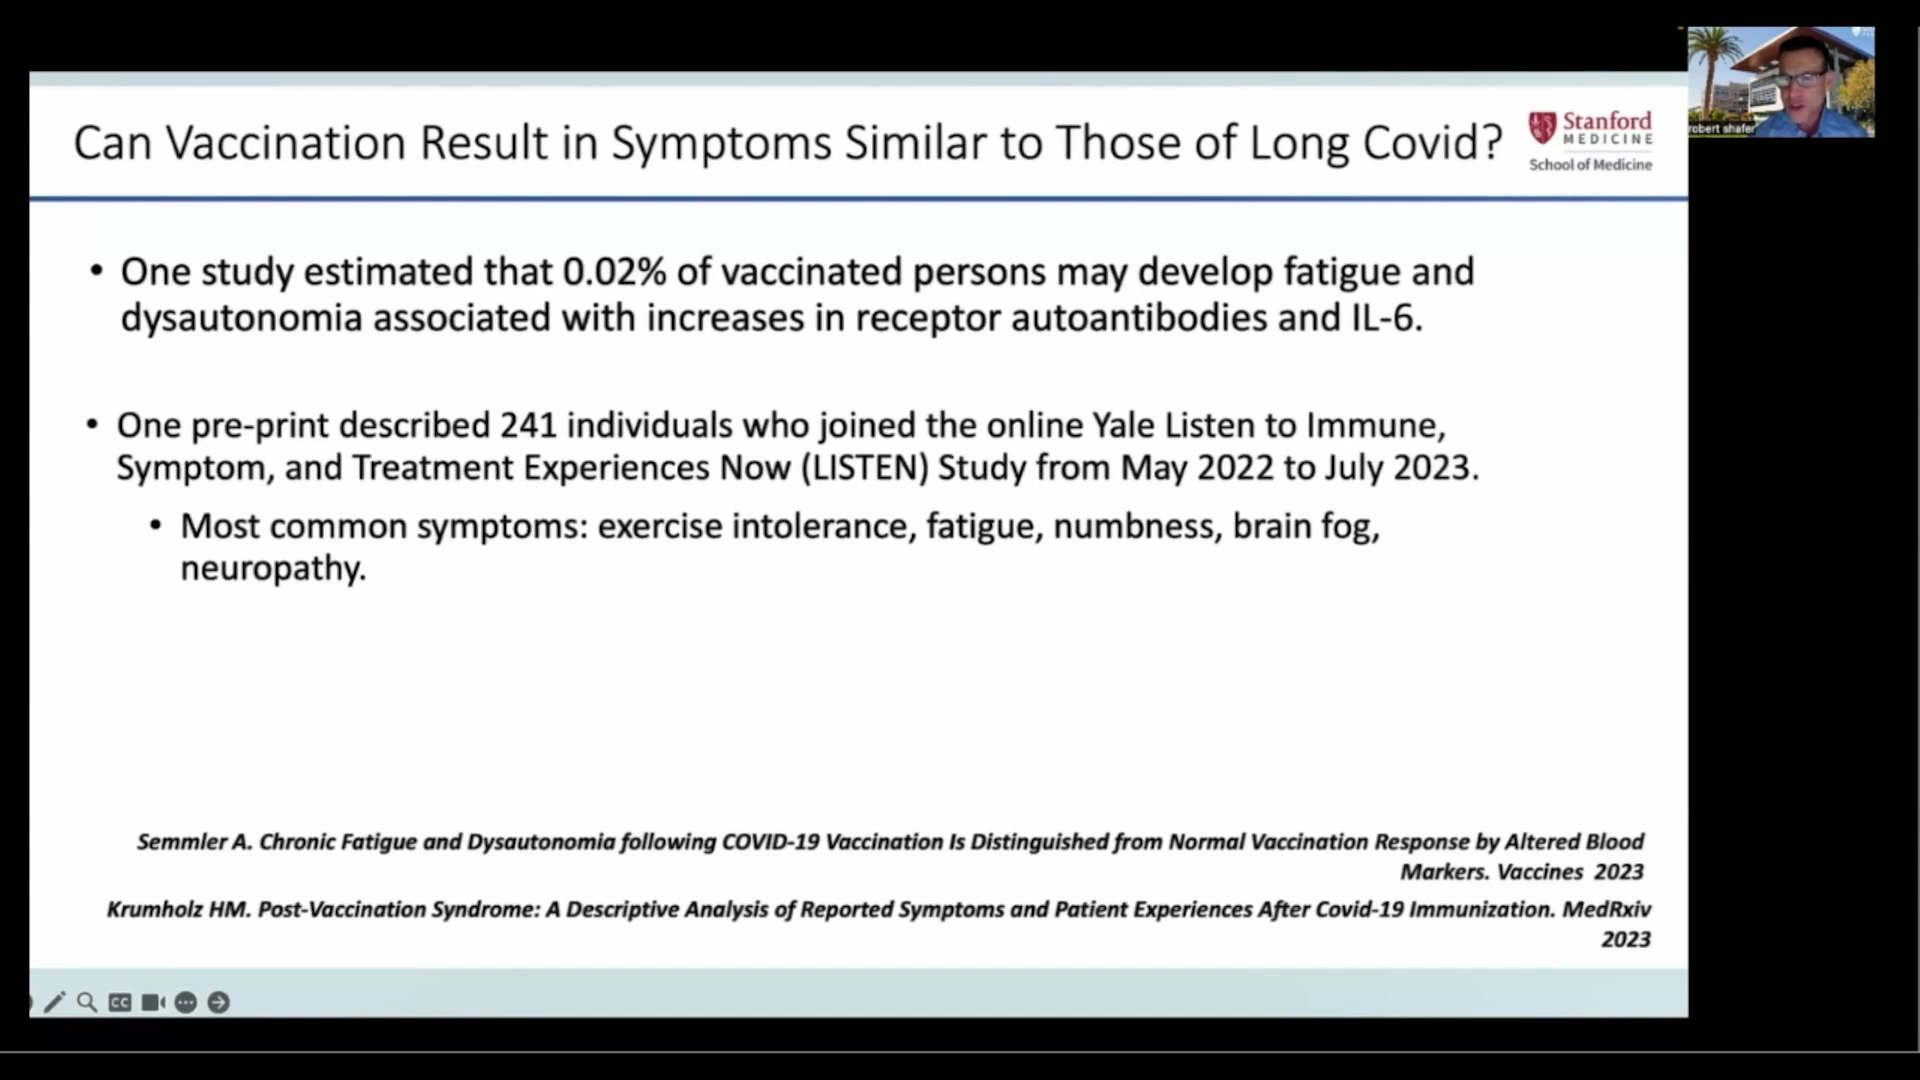 Can Vaccination Result in Symptoms Similar to Those of Long Covid?
Stanford
MEDICINE
School of Medicine
robert shafer
• One study estimated that 0.02% of vaccinated persons may develop fatigue and
dysautonomia associated with increases in receptor autoantibodies and IL-6.
• One pre-print described 241 individuals who joined the online Yale Listen to Immune,
Symptom, and Treatment Experiences Now (LISTEN) Study from May 2022 to July 2023.
• Most common symptoms: exercise intolerance, fatigue, numbness, brain fog,
neuropathy.
Semmler A. Chronic Fatigue and Dysautonomia following COVID-19 Vaccination Is Distinguished from Normal Vaccination Response by Altered Blood
Markers. Vaccines 2023
Krumholz HM. Post-Vaccination Syndrome: A Descriptive Analysis of Reported Symptoms and Patient Experiences After Covid-19 Immunization. MedRxiv
2023
CC